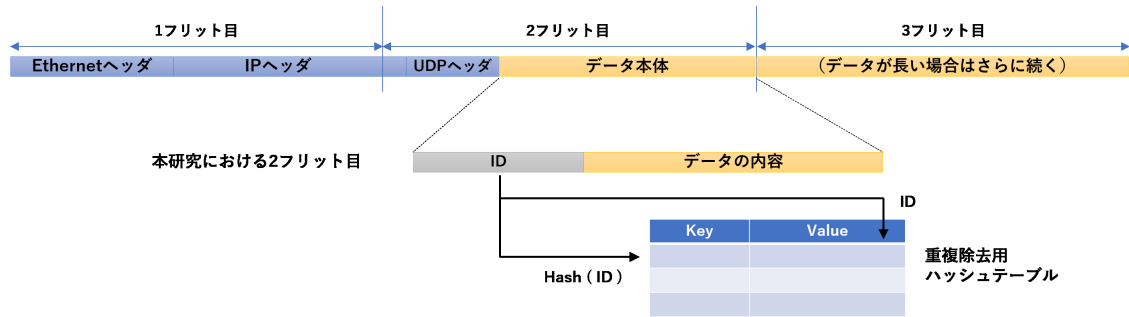 1フリット目
2フリット目
3フリット目
Ethernetヘッダ
IPヘッダ
UDPヘッダ
データ本体
（データが長い場合はさらに続く）
本研究における2フリット目
ID
データの内容
ID
Key
Value
重複除去用
ハッシュテーブル
Hash ( ID )